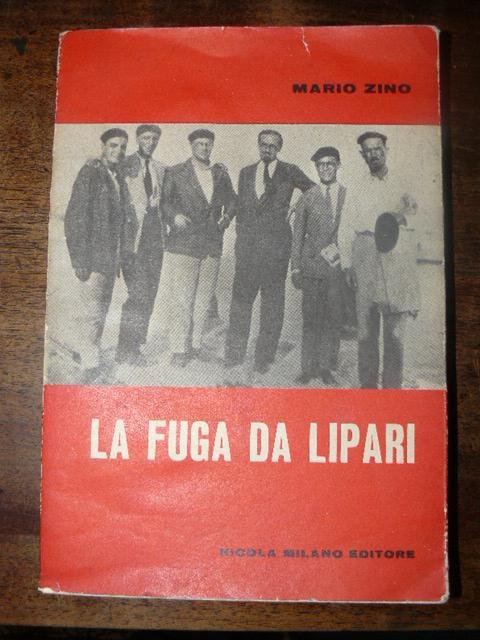 MARIO ZINO
LA FUGA DA LIPARI
NICOLA MILANO EDITORE